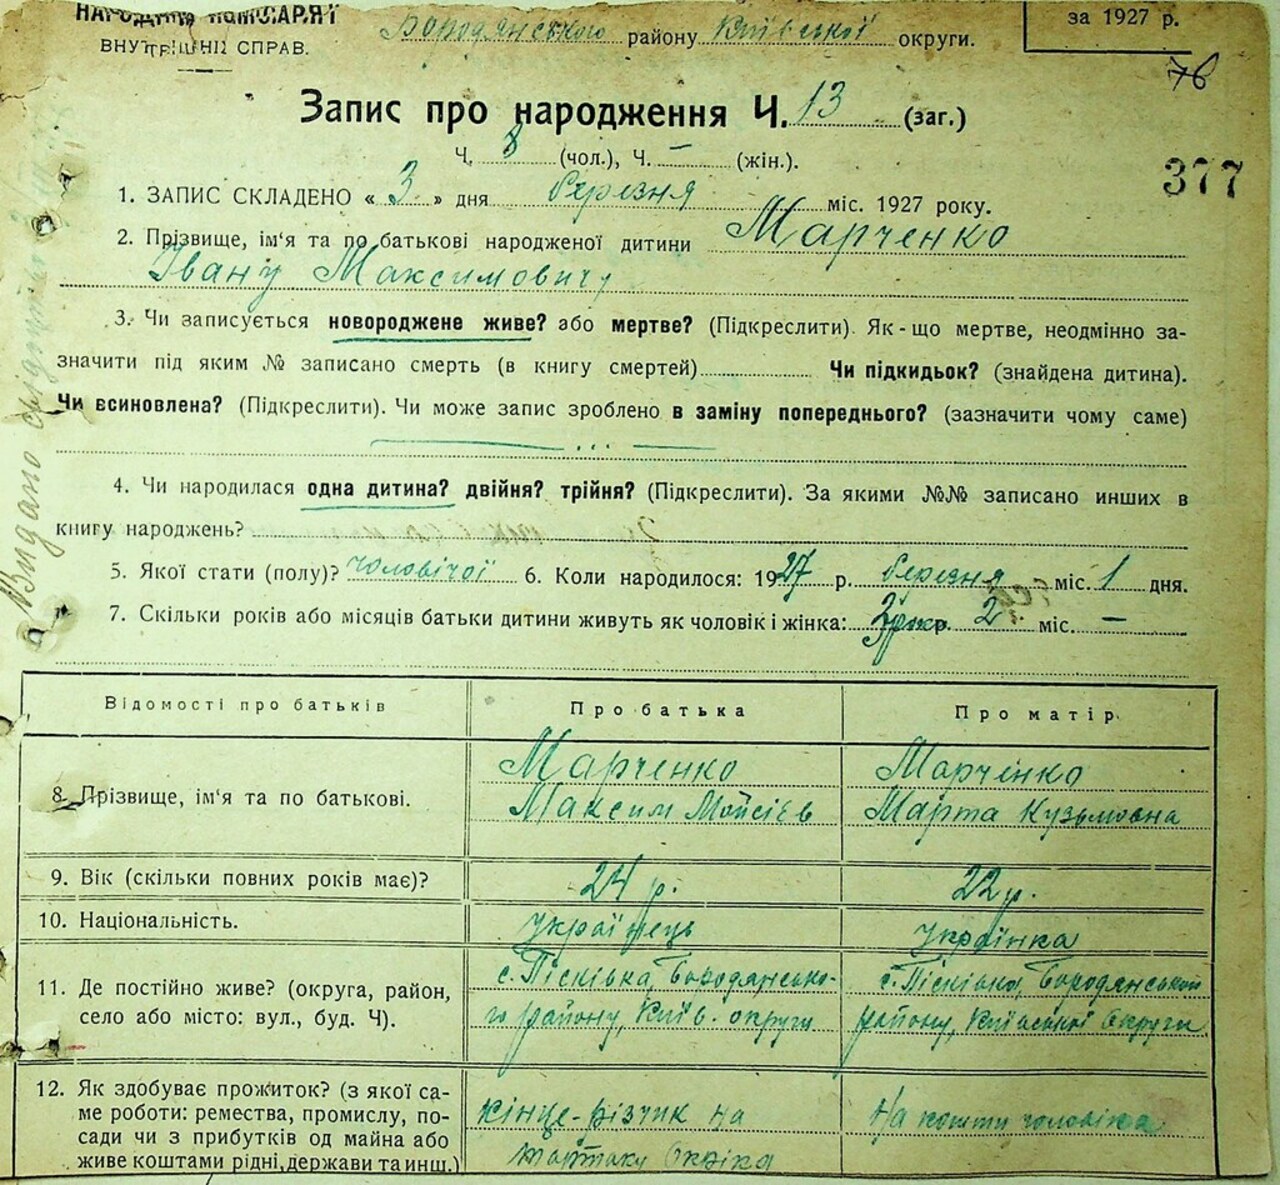 НАРОДНИЙ КОМІСАРІЯТ
ВНУТРІШНІХ СПРАВ.
Бородянського району Київської округи.
за 1927 р.
76
Запис про народження Ч. 13 (заг.)
Ч. 8 (чол.), Ч. — (жін.).
377
1. ЗАПИС СКЛАДЕНО « 3 » дня березня міс. 1927 року.
2. Прізвище, ім'я та по батькові народженої дитини Марченко
Івану Максимовичу
3. Чи записується новороджене живе? або мертве? (Підкреслити). Як-що мертве, неодмінно за-
значити під яким № записано смерть (в книгу смертей) Чи підкидьок? (знайдена дитина).
Чи всиновлена? (Підкреслити). Чи може запис зроблено в заміну попереднього? (зазначити чому саме)
4. Чи народилася одна дитина? двійня? трійня? (Підкреслити). За якими №№ записано инших в
книгу народжень?
5. Якої стати (полу)? чоловічої 6. Коли народилося: 1927 р. березня міс. 1 дня.
7. Скільки років або місяців батьки дитини живуть як чоловік і жінка: р. 2 міс. —
Видано
Відомості про батьків
Про батька
Про матір
8. Прізвище, ім'я та по батькові.
Марченко
Максим Мойсієв
Марченко
Марта Кузьмовна
9. Вік (скільки повних років має)?
24 р.
22 р.
10. Національність.
українець
українка
11. Де постійно живе? (округа, район,
село або місто: вул., буд. Ч).
с. Пісківка, Бородянсько-
го району, Київ. округи
с. Пісківка, Бородянський
району, Київської Округи
12. Як здобуває прожиток? (з якої са-
ме роботи: ремества, промислу, по-
сади чи з прибутків од майна або
живе коштами рідні, держави та инш.)
кінце-різчик на
тартаку
На кошти чоловіка